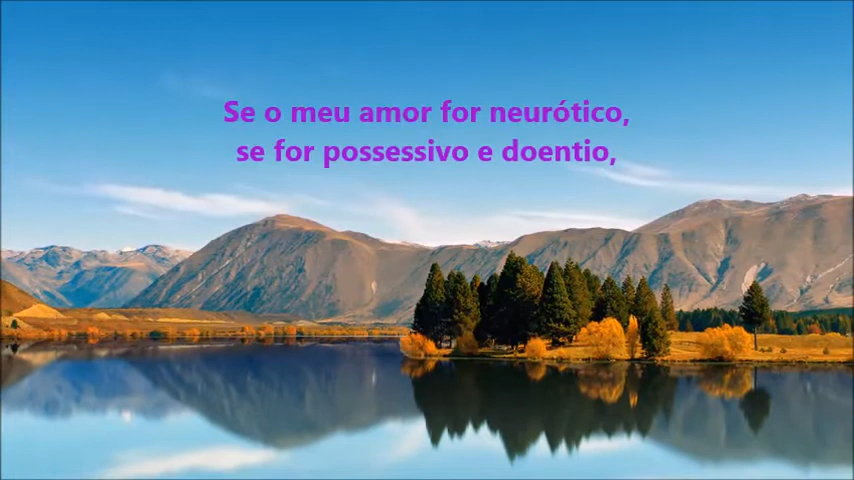 Se o meu amor for neurótico,
se for possessivo e doentio,